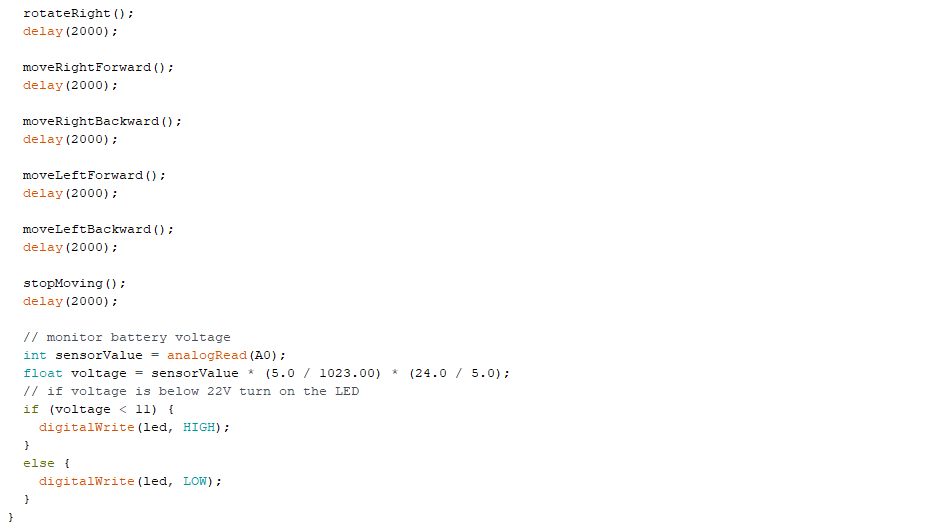 rotateRight();
delay(2000);

moveRightForward();
delay(2000);

moveRightBackward();
delay(2000);

moveLeftForward();
delay(2000);

moveLeftBackward();
delay(2000);

stopMoving();
delay(2000);

// monitor battery voltage
int sensorValue = analogRead(A0);
float voltage = sensorValue * (5.0 / 1023.00) * (24.0 / 5.0);
// if voltage is below 22V turn on the LED
if (voltage < 11) {
digitalWrite(led, HIGH);
}
else {
digitalWrite(led, LOW);
}
}